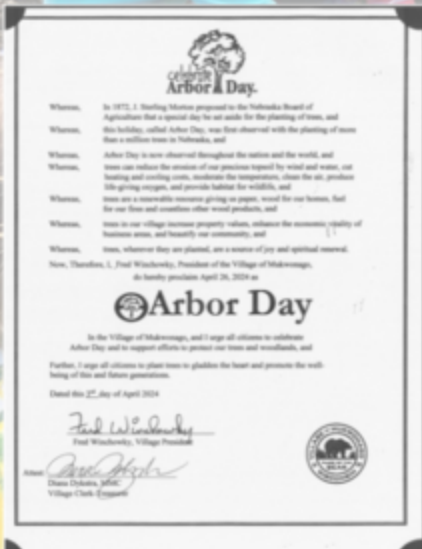 celebrate
Arbor Day.
Whereas, In 1872, J. Sterling Morton proposed to the Nebraska Board of
Agriculture that a special day be set aside for the planting of trees, and
Whereas, this holiday, called Arbor Day, was first observed with the planting of more
than a million trees in Nebraska, and
Whereas, Arbor Day is now observed throughout the nation and the world, and
Whereas, trees can reduce the erosion of our precious topsoil by wind and water, cut
heating and cooling costs, moderate the temperature, clean the air, produce
life-giving oxygen, and provide habitat for wildlife, and
Whereas, trees are a renewable resource giving us paper, wood for our homes, fuel
for our fires and countless other wood products, and
Whereas, trees in our village increase property values, enhance the economic vitality of
business areas, and beautify our community, and
Whereas, trees, wherever they are planted, are a source of joy and spiritual renewal.
Now, Therefore, I, Fred Winchowky, President of the Village of Mukwonago,
do hereby proclaim April 26, 2024 as
Arbor Day
In the Village of Mukwonago, and I urge all citizens to celebrate
Arbor Day and to support efforts to protect our trees and woodlands, and
Further, I urge all citizens to plant trees to gladden the heart and promote the well-
being of this and future generations.
Dated this day of April 2024
Fred Winchowky
Fred Winchowky, Village President
Attest:
Diana Dykstra, MMC
Village Clerk-Treasurer